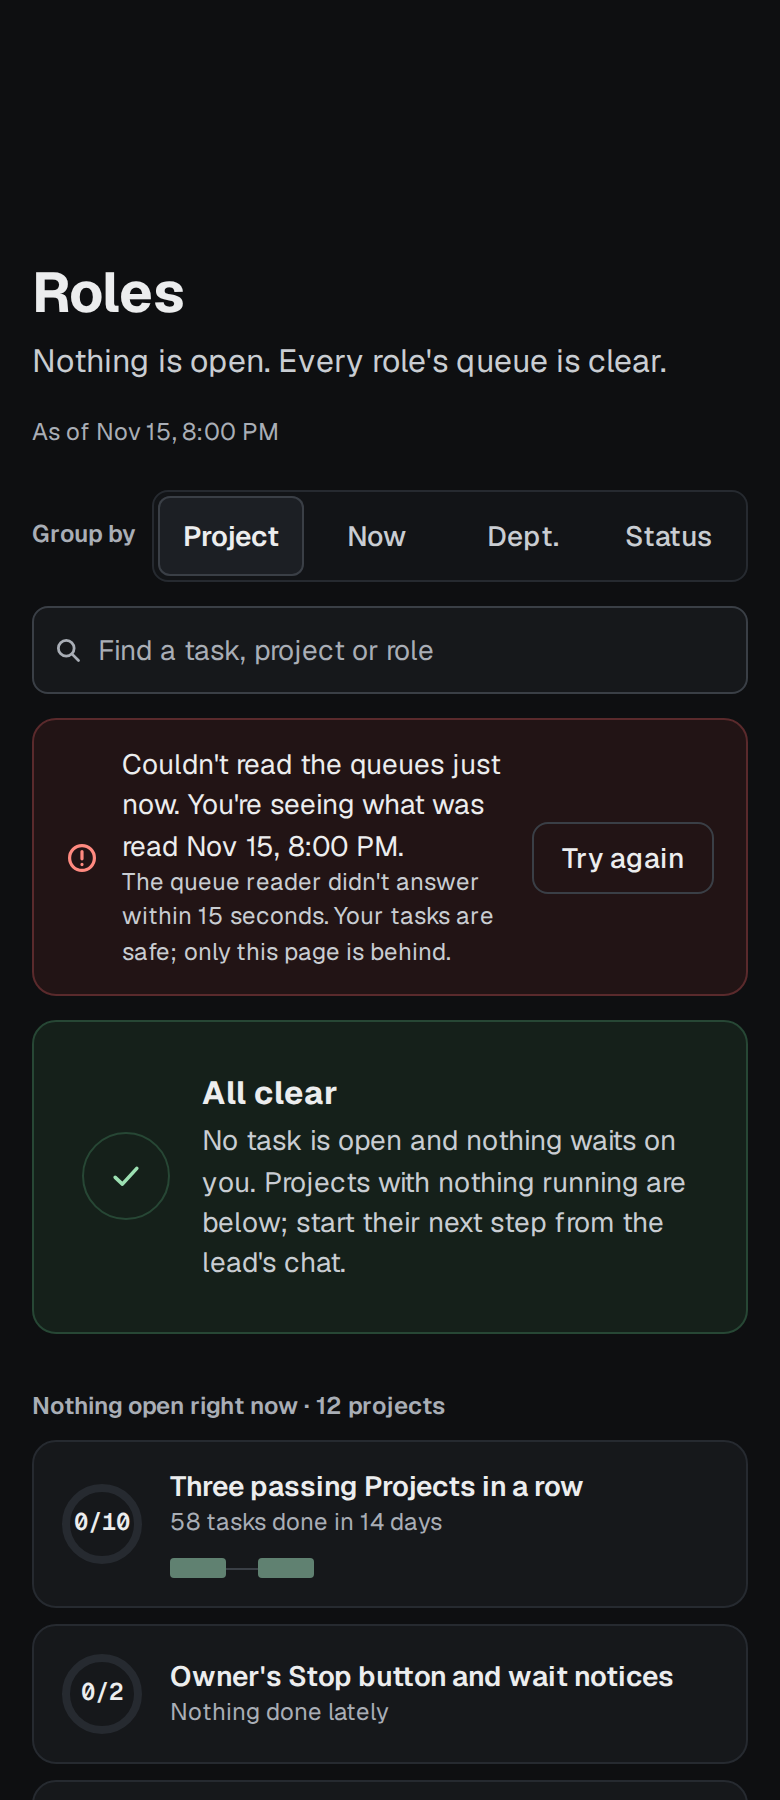 Roles
Nothing is open. Every role's queue is clear.
As of Nov 15, 8:00 PM
Group by
Project
Now
Dept.
Status
Find a task, project or role
Couldn't read the queues just
now. You're seeing what was
read Nov 15, 8:00 PM.
The queue reader didn't answer
within 15 seconds. Your tasks are
safe; only this page is behind.
Try again
All clear
No task is open and nothing waits on
you. Projects with nothing running are
below; start their next step from the
lead's chat.
Nothing open right now · 12 projects
0/10
Three passing Projects in a row
58 tasks done in 14 days
0/2
Owner's Stop button and wait notices
Nothing done lately